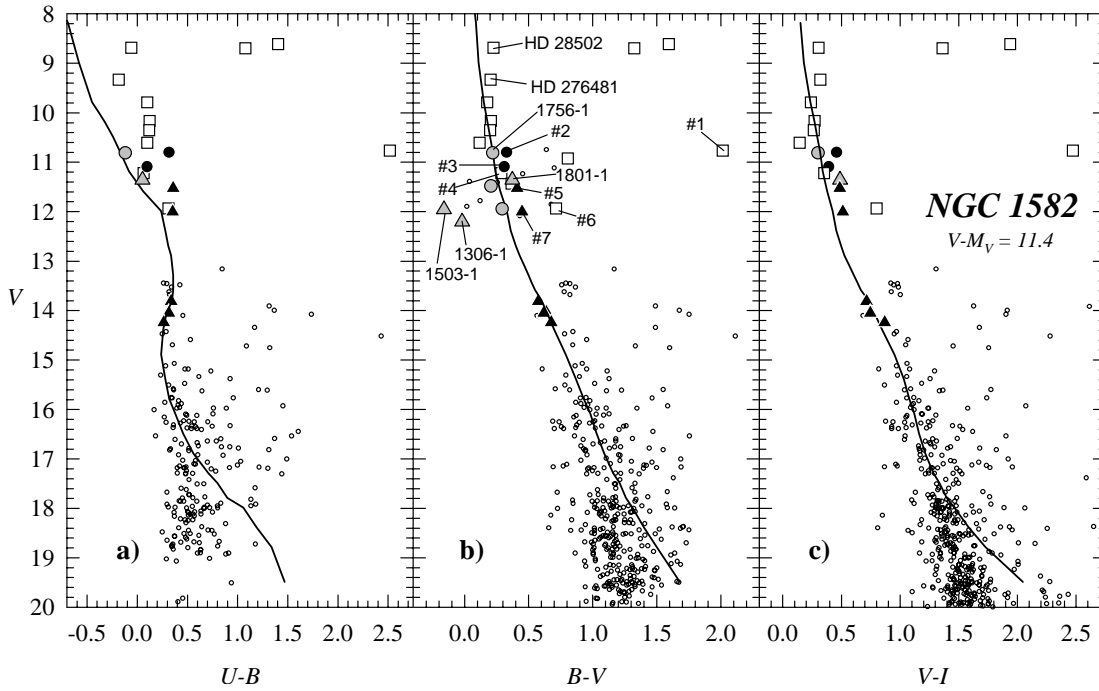 8
9
10
11
12
13
14
15
16
17
18
19
20
V
-0.5 0.0 0.5 1.0 1.5 2.0 2.5
0.0 0.5 1.0 1.5 2.0
0.0 0.5 1.0 1.5 2.0 2.5
U-B
B-V
V-I
a)
b)
c)
HD 28502
HD 276481
1756-1
#2
#1
#3
#4
1801-1
#5
#6
#7
1306-1
1503-1
NGC 1582
V-M_V = 11.4